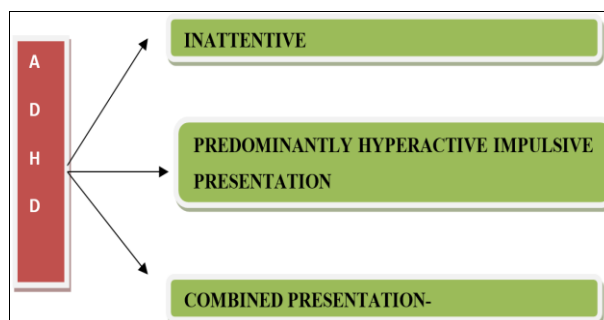 A
D
H
D
INATTENTIVE
PREDOMINANTLY HYPERACTIVE IMPULSIVE
PRESENTATION
COMBINED PRESENTATION-